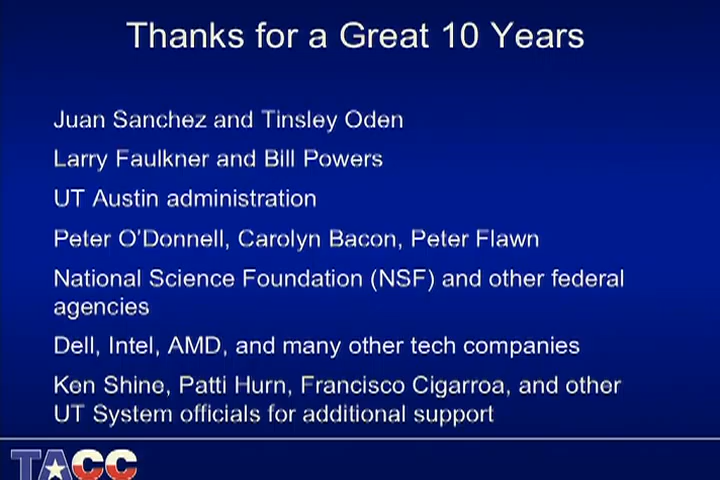 Thanks for a Great 10 Years
Juan Sanchez and Tinsley Oden
Larry Faulkner and Bill Powers
UT Austin administration
Peter O'Donnell, Carolyn Bacon, Peter Flawn
National Science Foundation (NSF) and other federal
agencies
Dell, Intel, AMD, and many other tech companies
Ken Shine, Patti Hurn, Francisco Cigarroa, and other
UT System officials for additional support
TACC